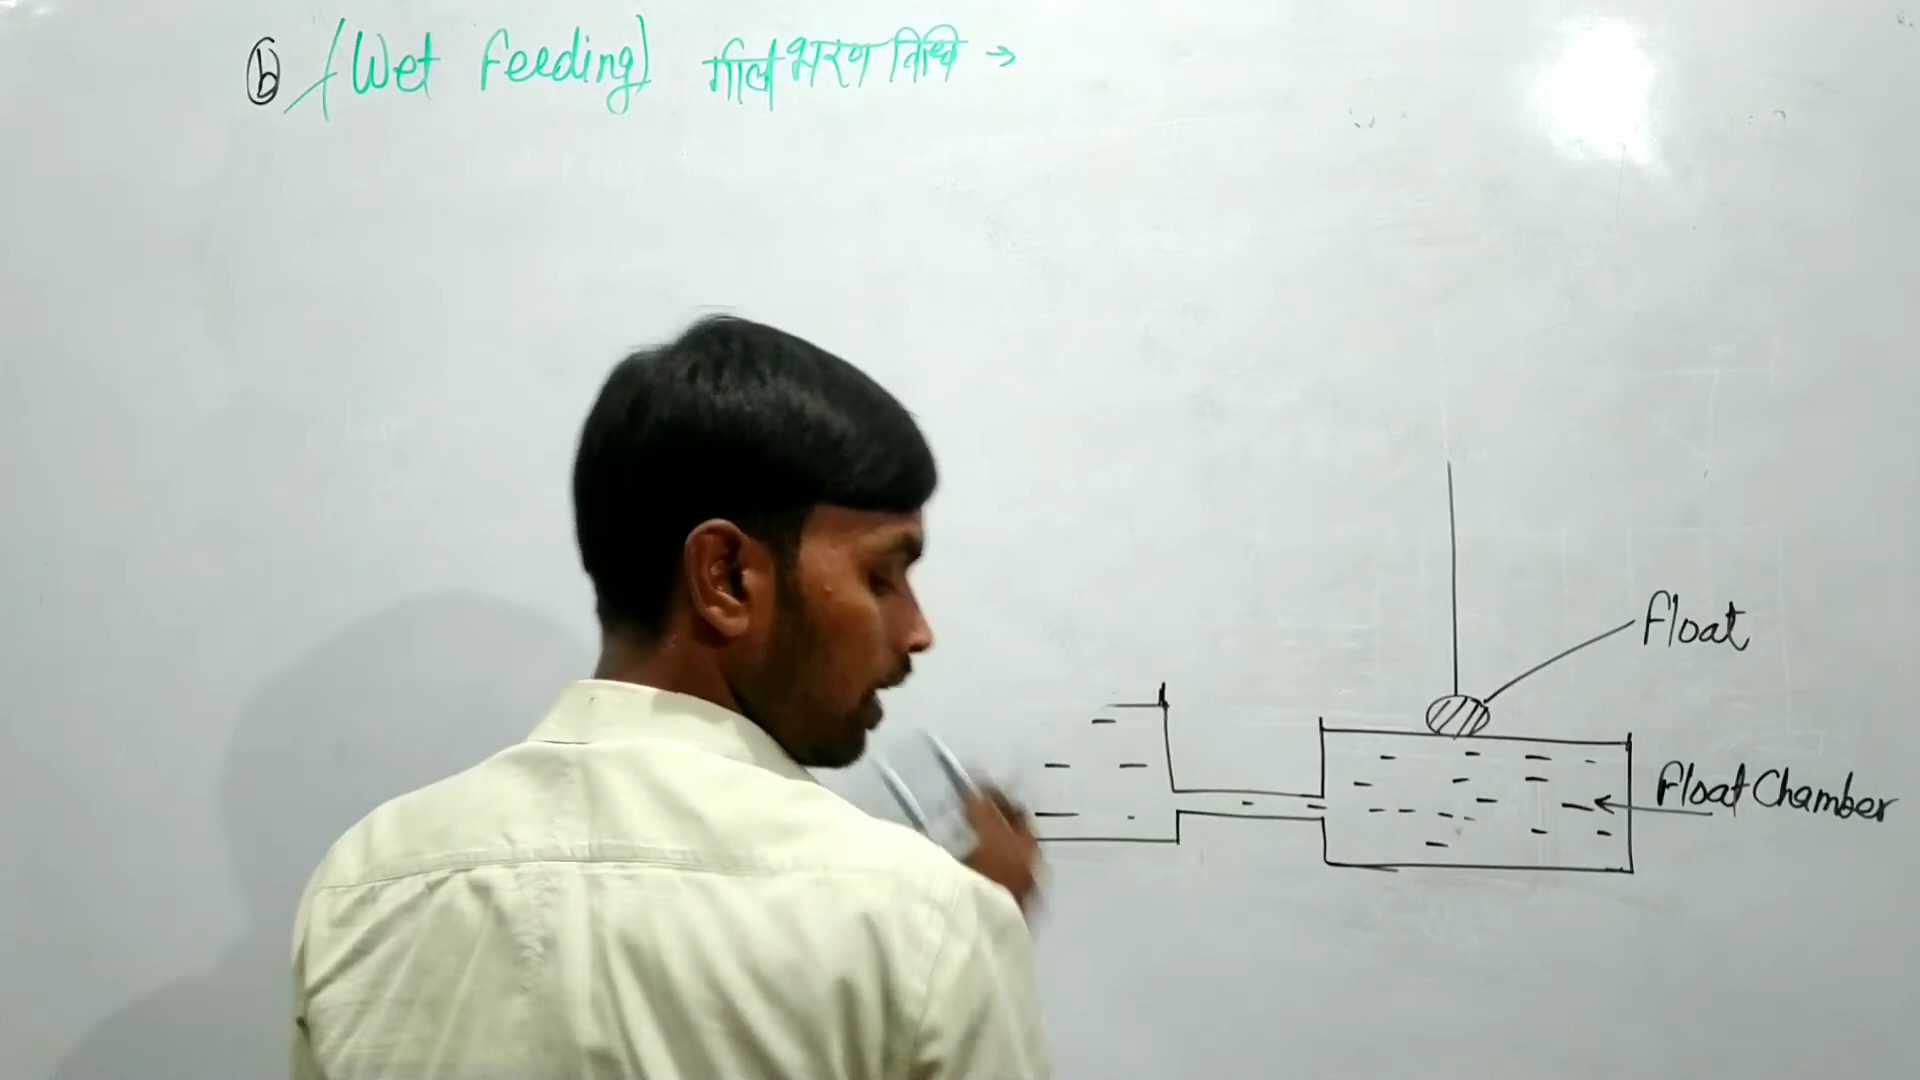 b (Wet Feeding) गीली भरण विधि →
Float
Float Chamber